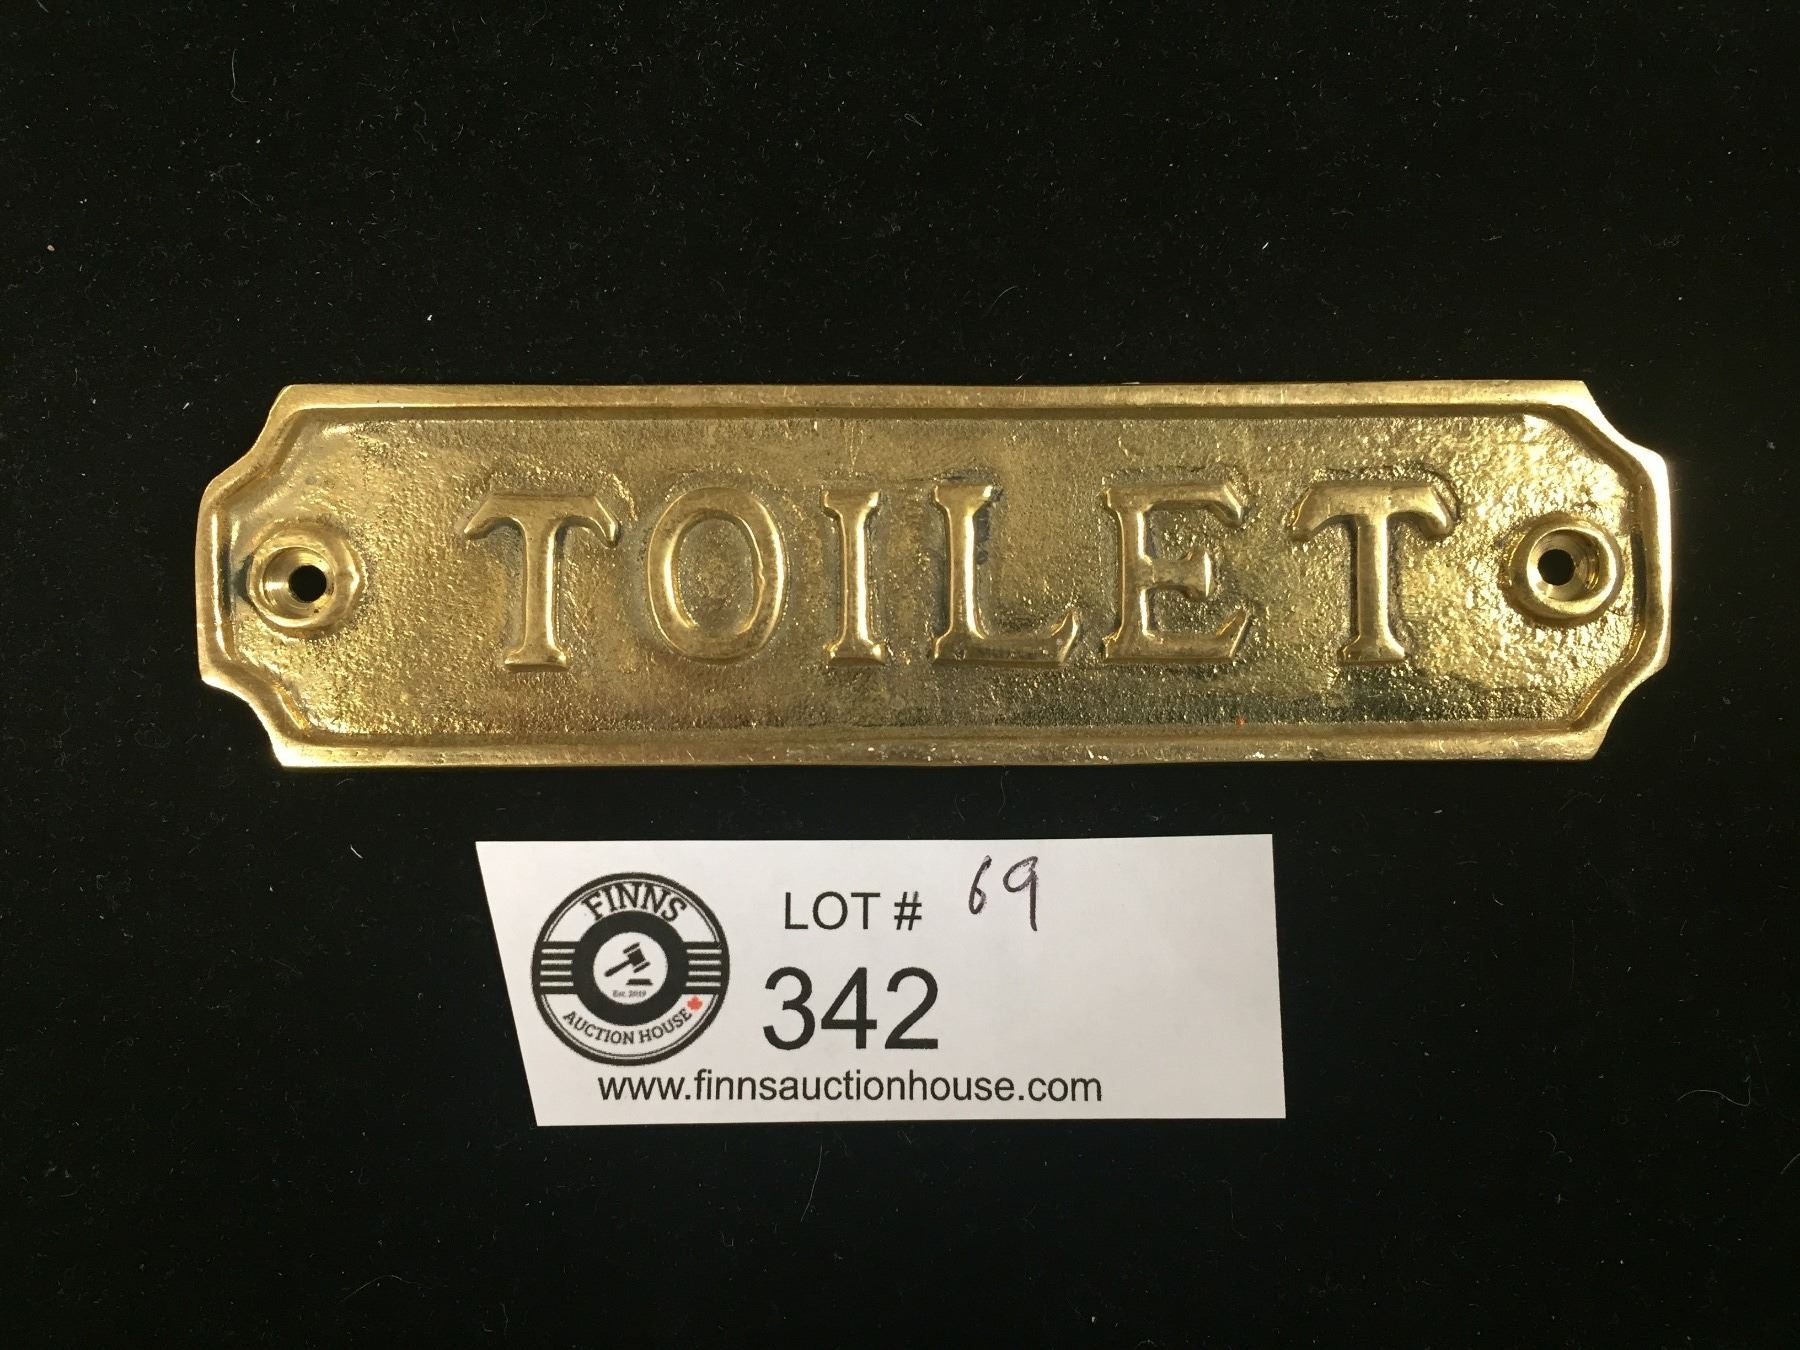 TOILET
FINNS
Est. 2019
AUCTION HOUSE
LOT # 69
342
www.finnsauctionhouse.com